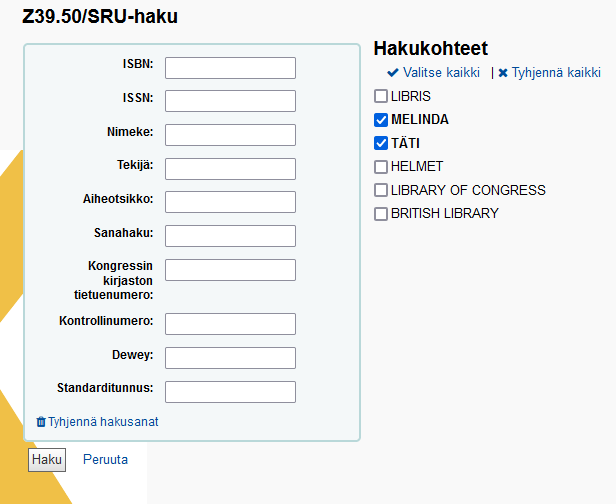 Z39.50/SRU-haku
ISBN:
ISSN:
Nimeke:
Tekijä:
Aiheotsikko:
Sanahaku:
Kongressin
kirjaston
tietuenumero:
Kontrollinumero:
Dewey:
Standarditunnus:
Tyhjennä hakusanat
Haku Peruuta
Hakukohteet
Valitse kaikki | Tyhjennä kaikki
LIBRIS
MELINDA
TÄTI
HELMET
LIBRARY OF CONGRESS
BRITISH LIBRARY